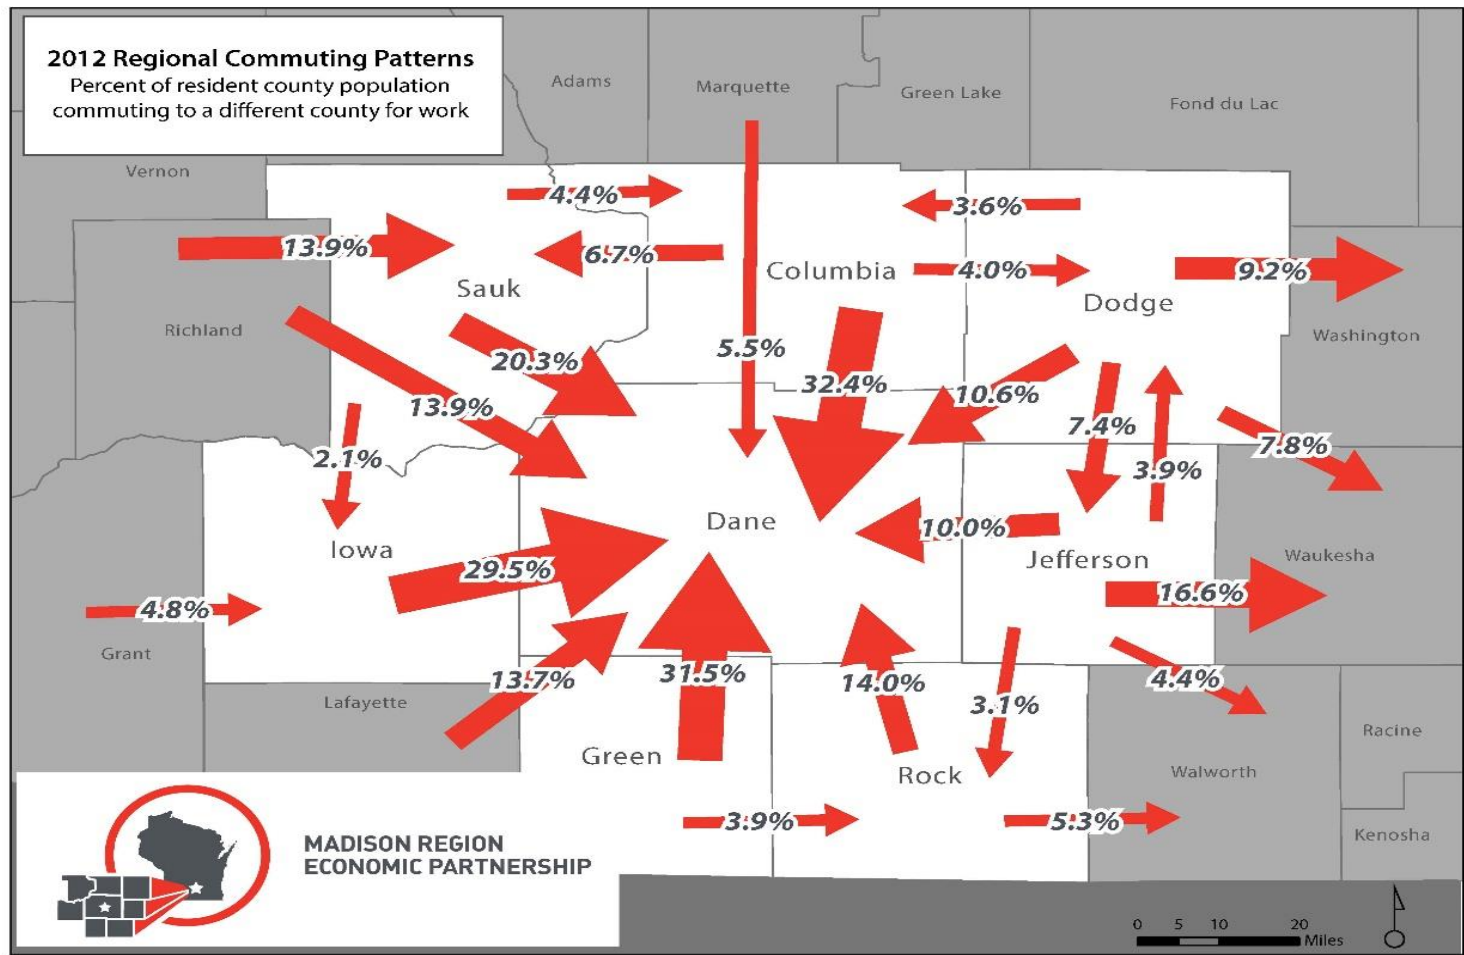 2012 Regional Commuting Patterns
Percent of resident county population
commuting to a different county for work
Adams
Marquette
Green Lake
Fond du Lac
Vernon
4.4%
3.6%
13.9%
6.7%
Columbia
4.0%
9.2%
Sauk
Dodge
Richland
Washington
5.5%
20.3%
32.4%
10.6%
13.9%
7.4%
7.8%
2.1%
3.9%
Dane
10.0%
Iowa
Jefferson
Waukesha
29.5%
16.6%
4.8%
Grant
13.7%
31.5%
14.0%
4.4%
Lafayette
3.1%
Racine
Green
Rock
Walworth
3.9%
5.3%
Kenosha
MADISON REGION
ECONOMIC PARTNERSHIP
0 5 10 20
Miles